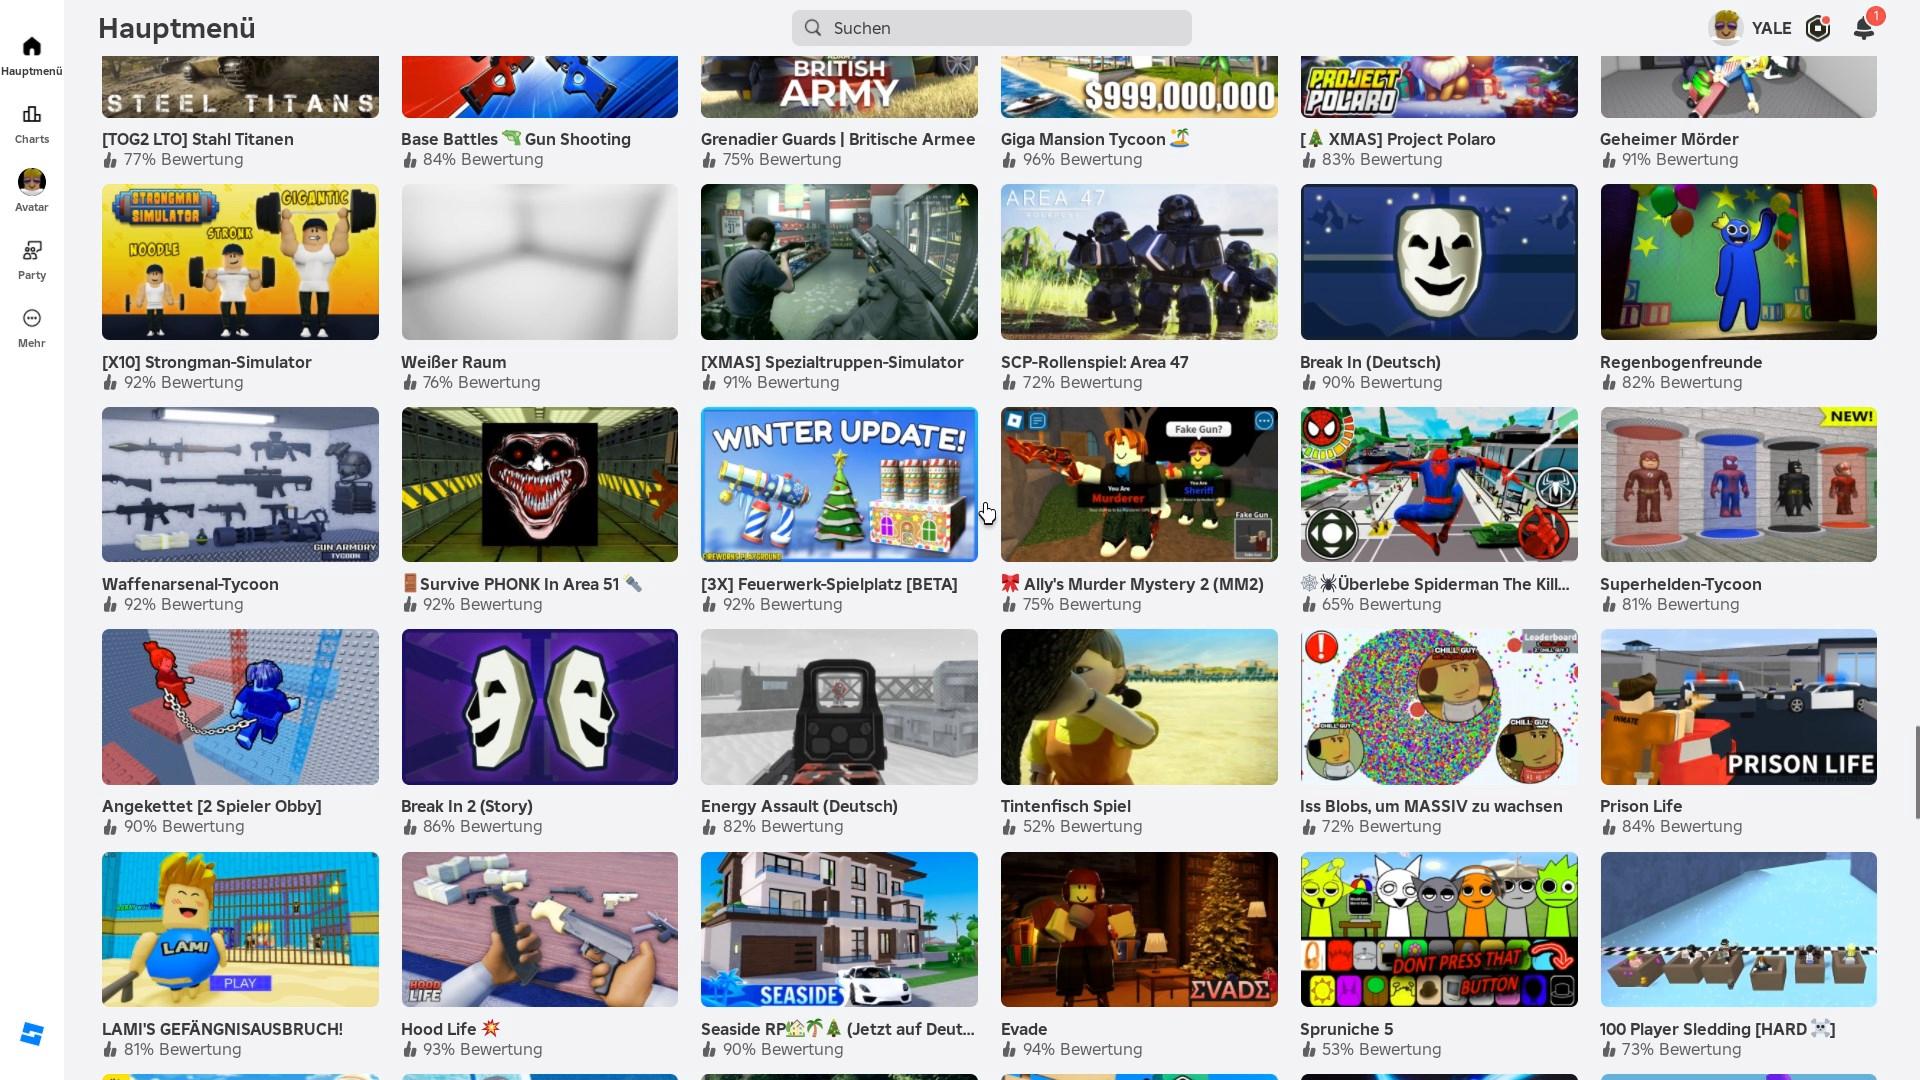 Hauptmenü
Suchen
YALE
1
Hauptmenü
Charts
Avatar
Party
Mehr
STEEL TITANS
BRITISH
ARMY
$999,000,000
PROJECT
POLARO
[TOG2 LTO] Stahl Titanen
77% Bewertung
Base Battles 🔫 Gun Shooting
84% Bewertung
Grenadier Guards | Britische Armee
75% Bewertung
Giga Mansion Tycoon 🏝️
96% Bewertung
[🎄 XMAS] Project Polaro
83% Bewertung
Geheimer Mörder
91% Bewertung
STRONGMAN
SIMULATOR
GIGANTIC
STRONK
NOODLE
AREA 47
[X10] Strongman-Simulator
92% Bewertung
Weißer Raum
76% Bewertung
[XMAS] Spezialtruppen-Simulator
91% Bewertung
SCP-Rollenspiel: Area 47
72% Bewertung
Break In (Deutsch)
90% Bewertung
Regenbogenfreunde
82% Bewertung
GUN ARMORY
TYCOON
WINTER UPDATE!
FIREWORKS PLAYGROUND
Fake Gun?
You Are
Murderer
You Are
Sheriff
Fake Gun
NEW!
Waffenarsenal-Tycoon
92% Bewertung
🚪Survive PHONK In Area 51🔦
92% Bewertung
[3X] Feuerwerk-Spielplatz [BETA]
92% Bewertung
🎀 Ally's Murder Mystery 2 (MM2)
75% Bewertung
🕸️🕷️Überlebe Spiderman The Kill...
65% Bewertung
Superhelden-Tycoon
81% Bewertung
Leaderboard
CHILL GUY
CHILL GUY
CHILL GUY
INMATE
PRISON LIFE
Angekettet [2 Spieler Obby]
90% Bewertung
Break In 2 (Story)
86% Bewertung
Energy Assault (Deutsch)
82% Bewertung
Tintenfisch Spiel
52% Bewertung
Iss Blobs, um MASSIV zu wachsen
72% Bewertung
Prison Life
84% Bewertung
LAMI!
PLAY
HOOD
LIFE
SEASIDE
EVADE
DONT PRESS THAT
BUTTON
LAMI'S GEFÄNGNISAUSBRUCH!
81% Bewertung
Hood Life 💥
93% Bewertung
Seaside RP🏡🌴🎄 (Jetzt auf Deut...
90% Bewertung
Evade
94% Bewertung
Spruniche 5
53% Bewertung
100 Player Sledding [HARD ☠️]
73% Bewertung